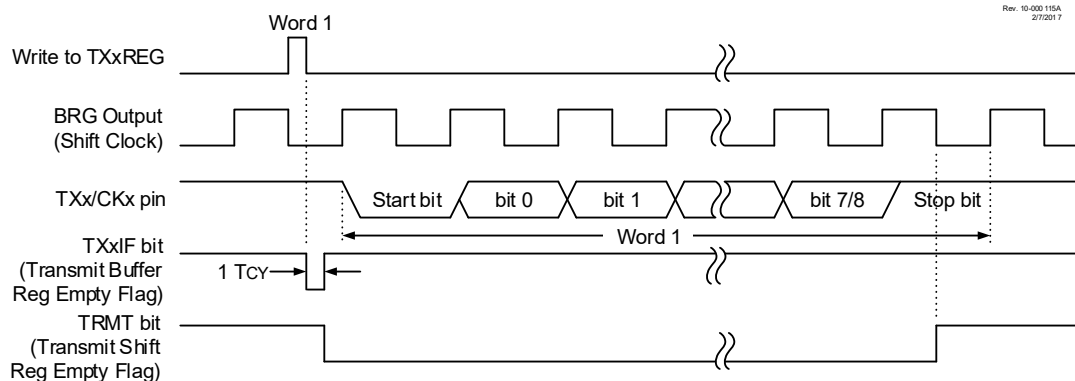 Rev. 10-000 115A
2/7/201 7
Word 1
Write to TXxREG
BRG Output
(Shift Clock)
TXx/CKx pin
Start bit
bit 0
bit 1
bit 7/8
Stop bit
Word 1
TXxIF bit
(Transmit Buffer
Reg Empty Flag)
1 TCY
TRMT bit
(Transmit Shift
Reg Empty Flag)